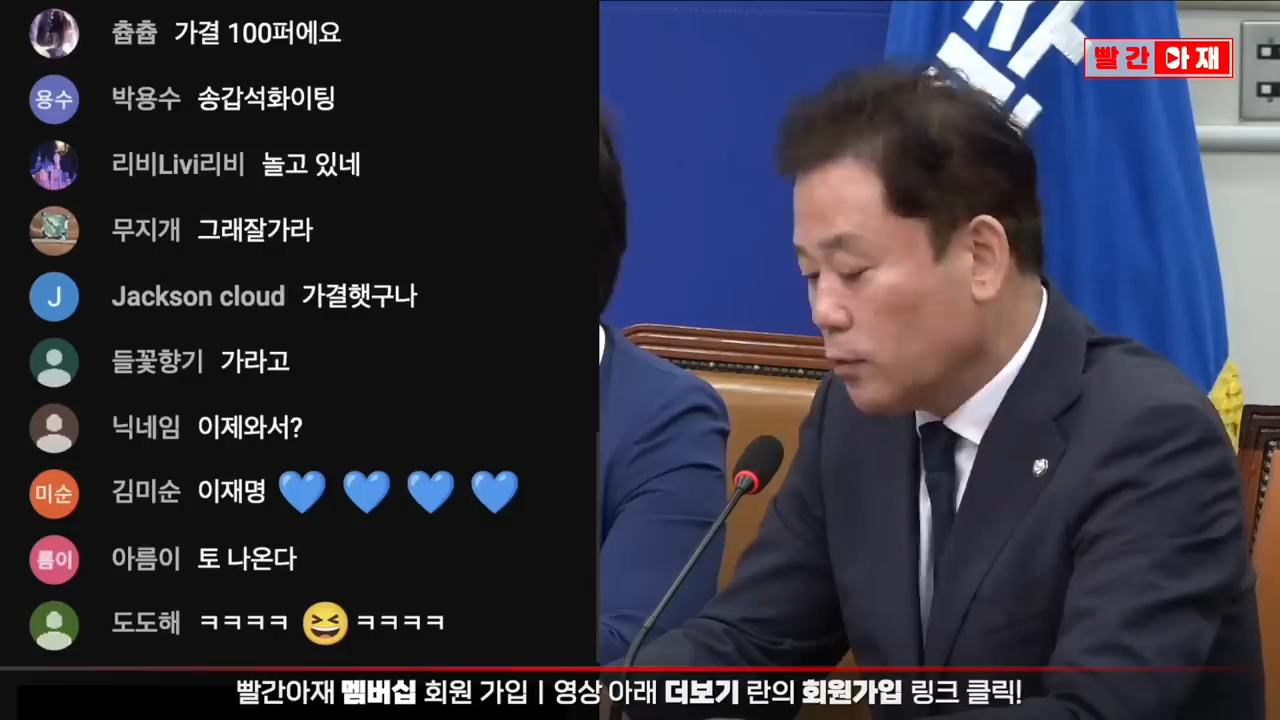 춥춥 가결 100퍼에요
용수 박용수 송갑석화이팅
리비Livi리비 놀고 있네
무지개 그래잘가라
J Jackson cloud 가결햇구나
들꽃향기 가라고
닉네임 이제와서?
미순 김미순 이재명 💙 💙 💙 💙
름이 아름이 토 나온다
도도해 ㅋㅋㅋㅋ 😆 ㅋㅋㅋㅋ
빨간아재
빨간아재 멤버십 회원 가입 | 영상 아래 더보기 란의 회원가입 링크 클릭!